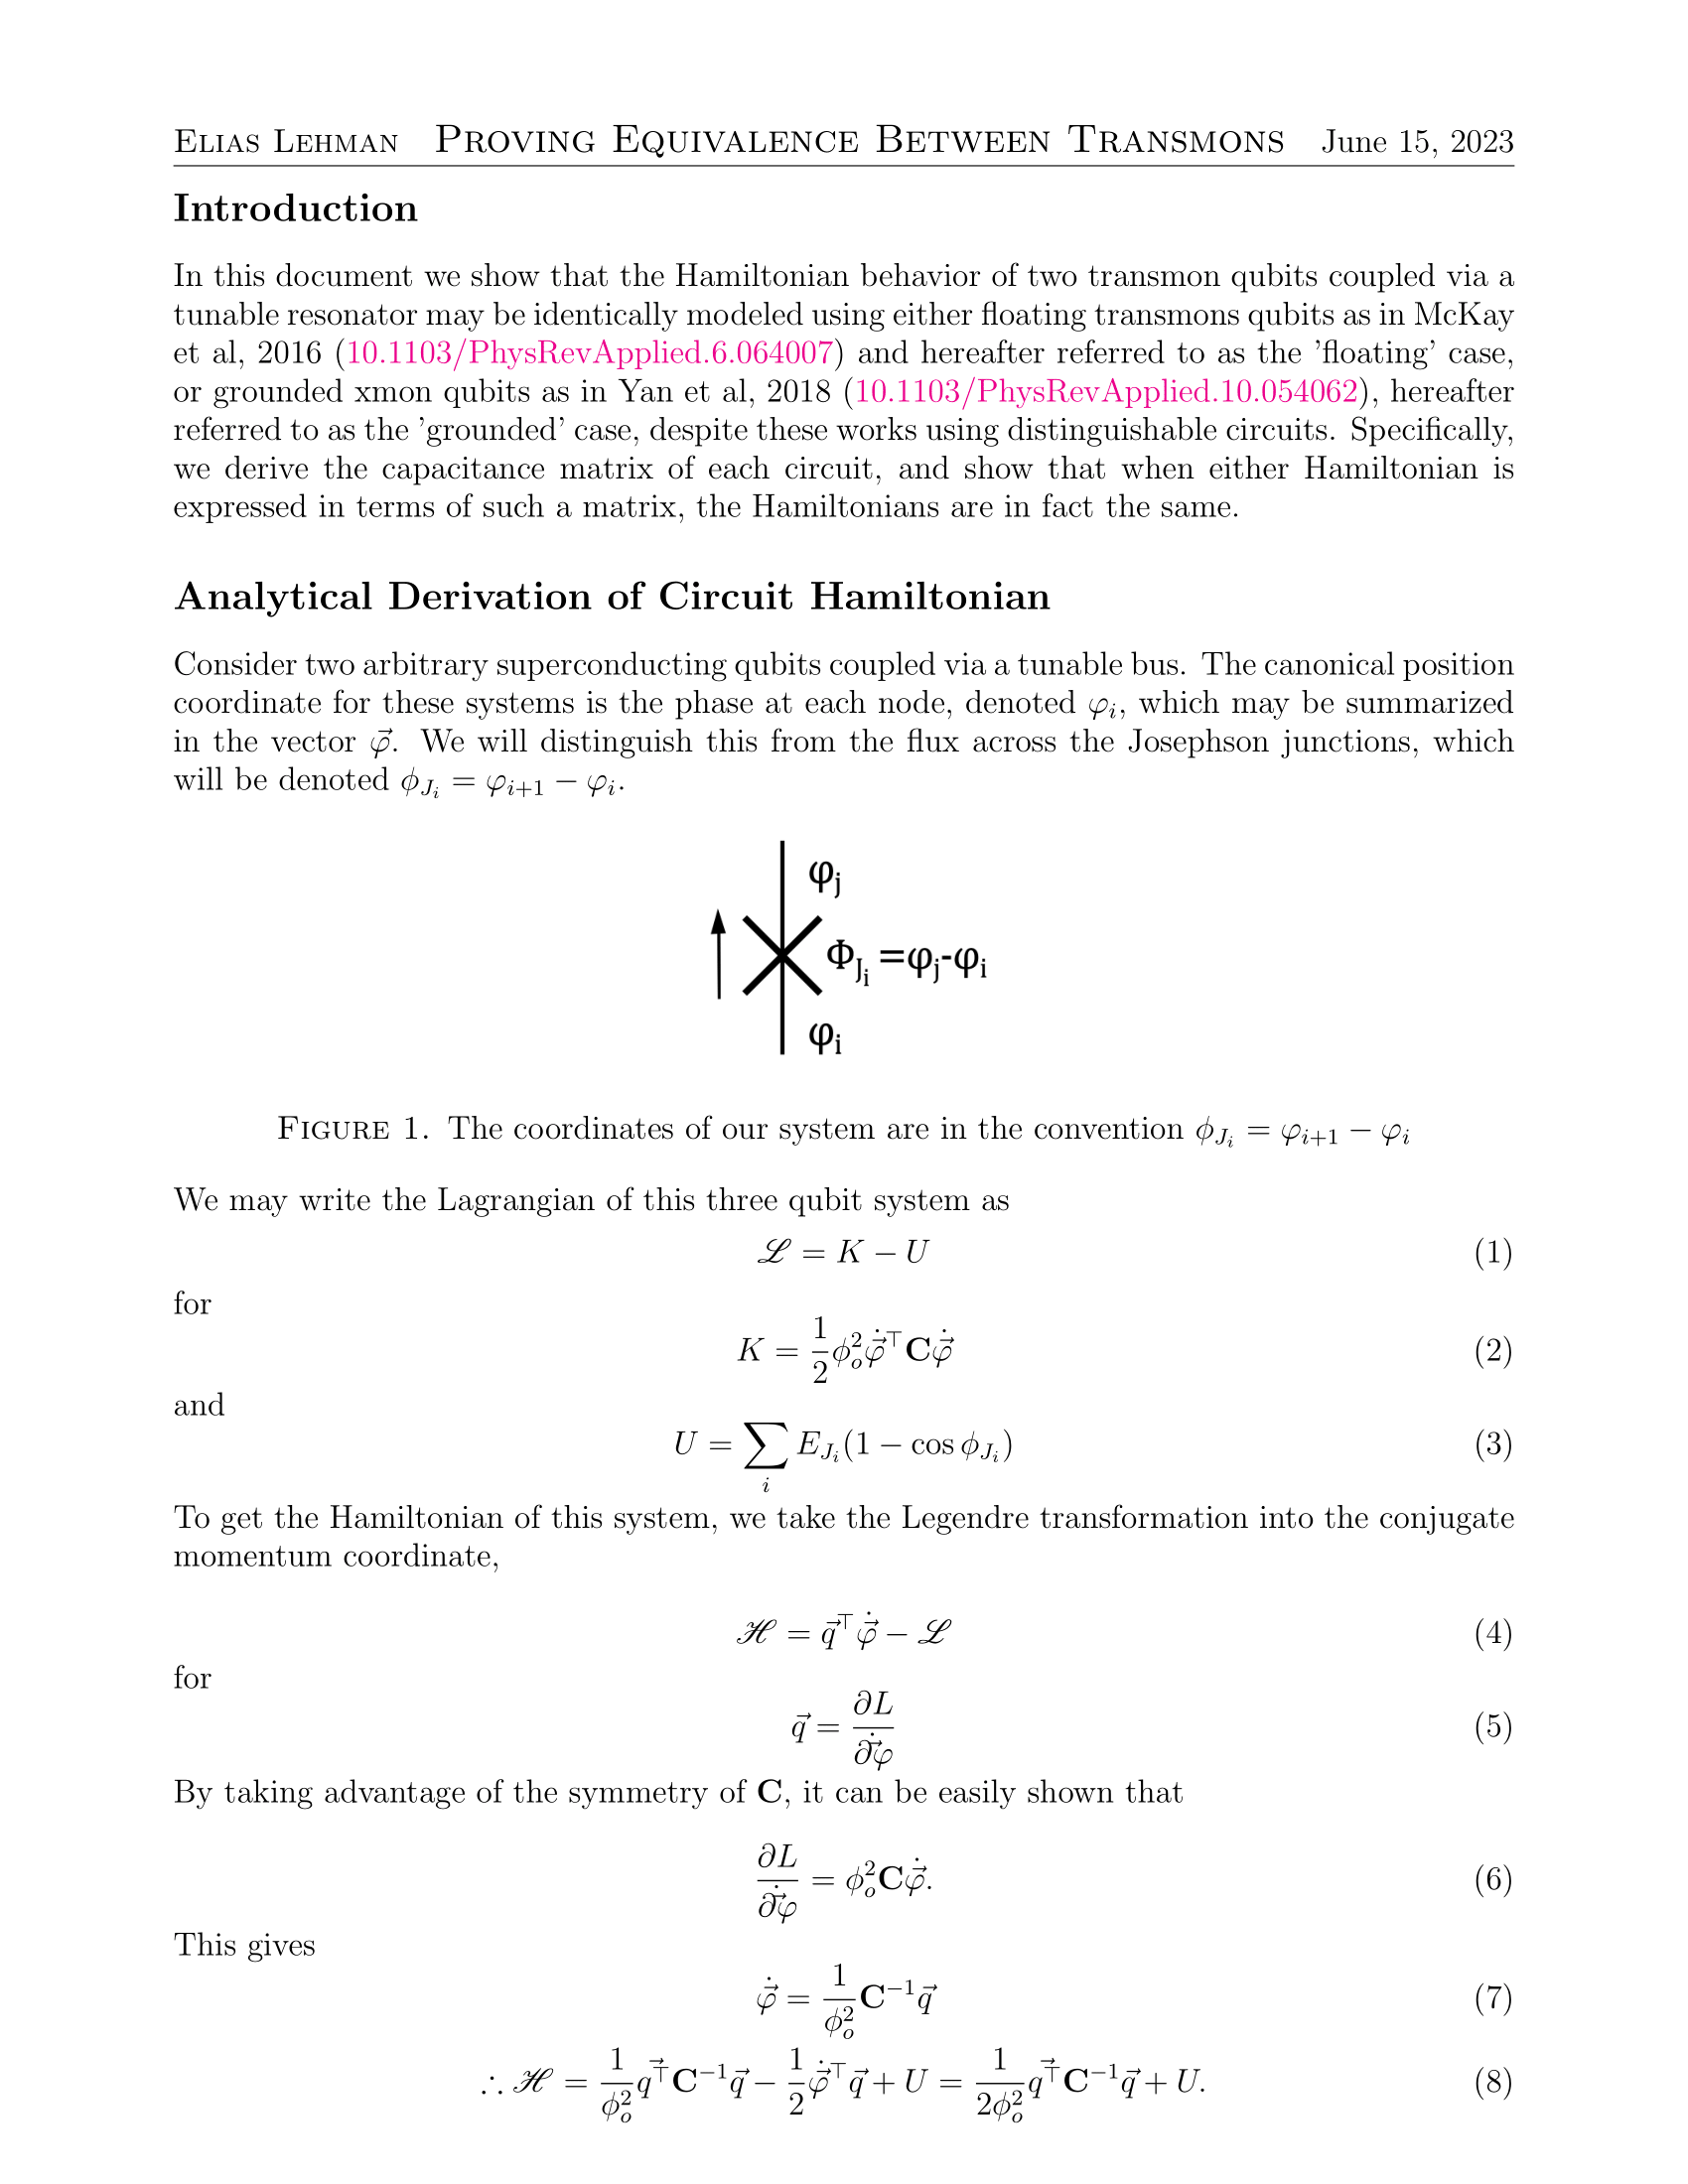 Elias Lehman Proving Equivalence Between Transmons June 15, 2023
Introduction
In this document we show that the Hamiltonian behavior of two transmon qubits coupled via a
tunable resonator may be identically modeled using either floating transmons qubits as in McKay
et al, 2016 (10.1103/PhysRevApplied.6.064007) and hereafter referred to as the 'floating' case,
or grounded xmon qubits as in Yan et al, 2018 (10.1103/PhysRevApplied.10.054062), hereafter
referred to as the 'grounded' case, despite these works using distinguishable circuits. Specifically,
we derive the capacitance matrix of each circuit, and show that when either Hamiltonian is
expressed in terms of such a matrix, the Hamiltonians are in fact the same.
Analytical Derivation of Circuit Hamiltonian
Consider two arbitrary superconducting qubits coupled via a tunable bus. The canonical position
coordinate for these systems is the phase at each node, denoted $\varphi_i$, which may be summarized
in the vector $\vec{\varphi}$. We will distinguish this from the flux across the Josephson junctions, which
will be denoted $\phi_{J_i} = \varphi_{i+1} - \varphi_i$.
φ_j
Φ_{J_i} =φ_j-φ_i
φ_i
Figure 1. The coordinates of our system are in the convention $\phi_{J_i} = \varphi_{i+1} - \varphi_i$
We may write the Lagrangian of this three qubit system as
$\mathscr{L} = K - U$ (1)
for
$K = \frac{1}{2}\phi_o^2 \dot{\vec{\varphi}}^\top \mathbf{C} \dot{\vec{\varphi}}$ (2)
and
$U = \sum_i E_{J_i}(1 - \cos \phi_{J_i})$ (3)
To get the Hamiltonian of this system, we take the Legendre transformation into the conjugate
momentum coordinate,
$\mathscr{H} = \vec{q}^\top \dot{\vec{\varphi}} - \mathscr{L}$ (4)
for
$\vec{q} = \frac{\partial L}{\partial \dot{\vec{\varphi}}}$ (5)
By taking advantage of the symmetry of $\mathbf{C}$, it can be easily shown that
$\frac{\partial L}{\partial \dot{\vec{\varphi}}} = \phi_o^2 \mathbf{C} \dot{\vec{\varphi}}.$ (6)
This gives
$\dot{\vec{\varphi}} = \frac{1}{\phi_o^2} \mathbf{C}^{-1} \vec{q}$ (7)
$\therefore \mathscr{H} = \frac{1}{\phi_o^2} \vec{q^\top} \mathbf{C}^{-1} \vec{q} - \frac{1}{2} \dot{\vec{\varphi}}^\top \vec{q} + U = \frac{1}{2\phi_o^2} \vec{q^\top} \mathbf{C}^{-1} \vec{q} + U.$ (8)